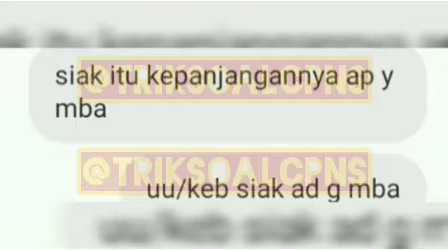 siak itu kepanjangannya ap y
mba
@TRIKSOALCPNS
@TRIKSOALCPNS
uu/keb siak ad g mba